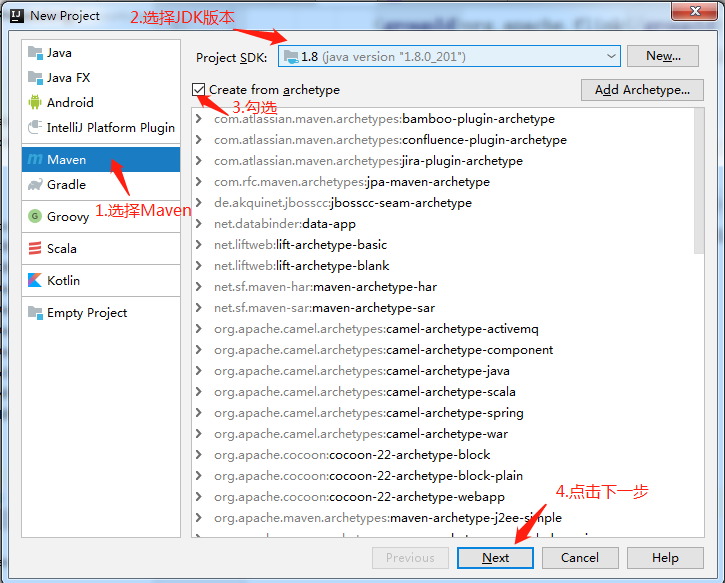 New Project
2.选择JDK版本
Java
Java FX
Android
IntelliJ Platform Plugin
Maven
Gradle
Groovy
Scala
Kotlin
Empty Project
1.选择Maven
Project SDK: 1.8 (java version "1.8.0_201") New...
Create from archetype Add Archetype...
3.勾选
com.atlassian.maven.archetypes:bamboo-plugin-archetype
com.atlassian.maven.archetypes:confluence-plugin-archetype
com.atlassian.maven.archetypes:jira-plugin-archetype
com.rfc.maven.archetypes:jpa-maven-archetype
de.akquinet.jbosscc:jbosscc-seam-archetype
net.databinder:data-app
net.liftweb:lift-archetype-basic
net.liftweb:lift-archetype-blank
net.sf.maven-har:maven-archetype-har
net.sf.maven-sar:maven-archetype-sar
org.apache.camel.archetypes:camel-archetype-activemq
org.apache.camel.archetypes:camel-archetype-component
org.apache.camel.archetypes:camel-archetype-java
org.apache.camel.archetypes:camel-archetype-scala
org.apache.camel.archetypes:camel-archetype-spring
org.apache.camel.archetypes:camel-archetype-war
org.apache.cocoon:cocoon-22-archetype-block
org.apache.cocoon:cocoon-22-archetype-block-plain
org.apache.cocoon:cocoon-22-archetype-webapp
org.apache.maven.archetypes:maven-archetype-j2ee-simple
4.点击下一步
Previous Next Cancel Help